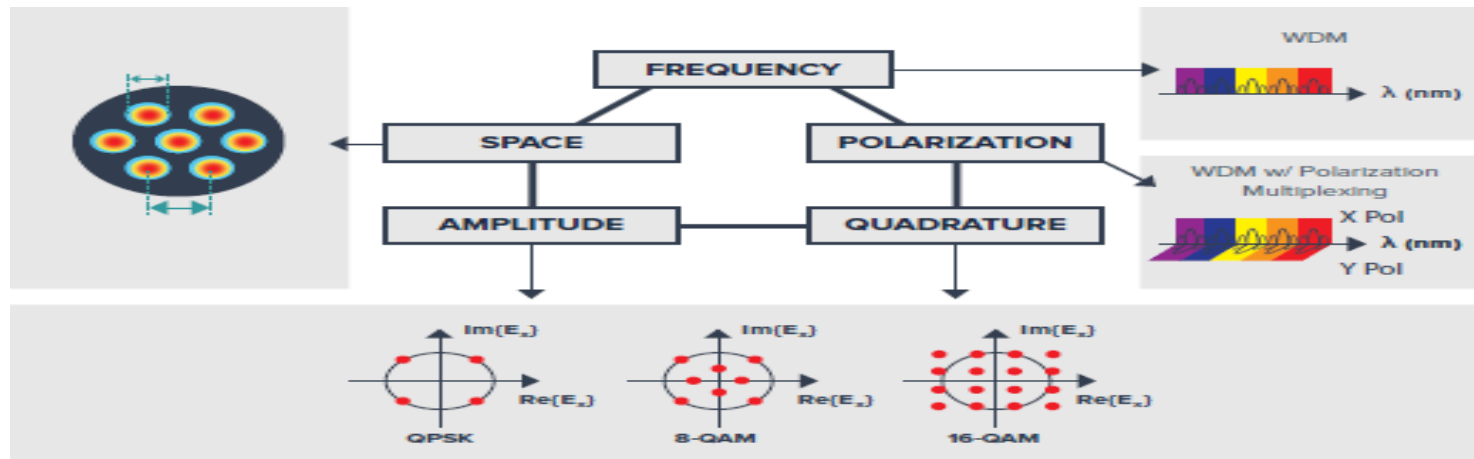 WDM
FREQUENCY
λ (nm)
SPACE
POLARIZATION
WDM w/ Polarization
Multiplexing
X Pol
λ (nm)
Y Pol
AMPLITUDE
QUADRATURE
Im{Eₓ}
Re{Eₓ}
QPSK
Im{Eₓ}
Re{Eₓ}
8-QAM
Im{Eₓ}
Re{Eₓ}
16-QAM